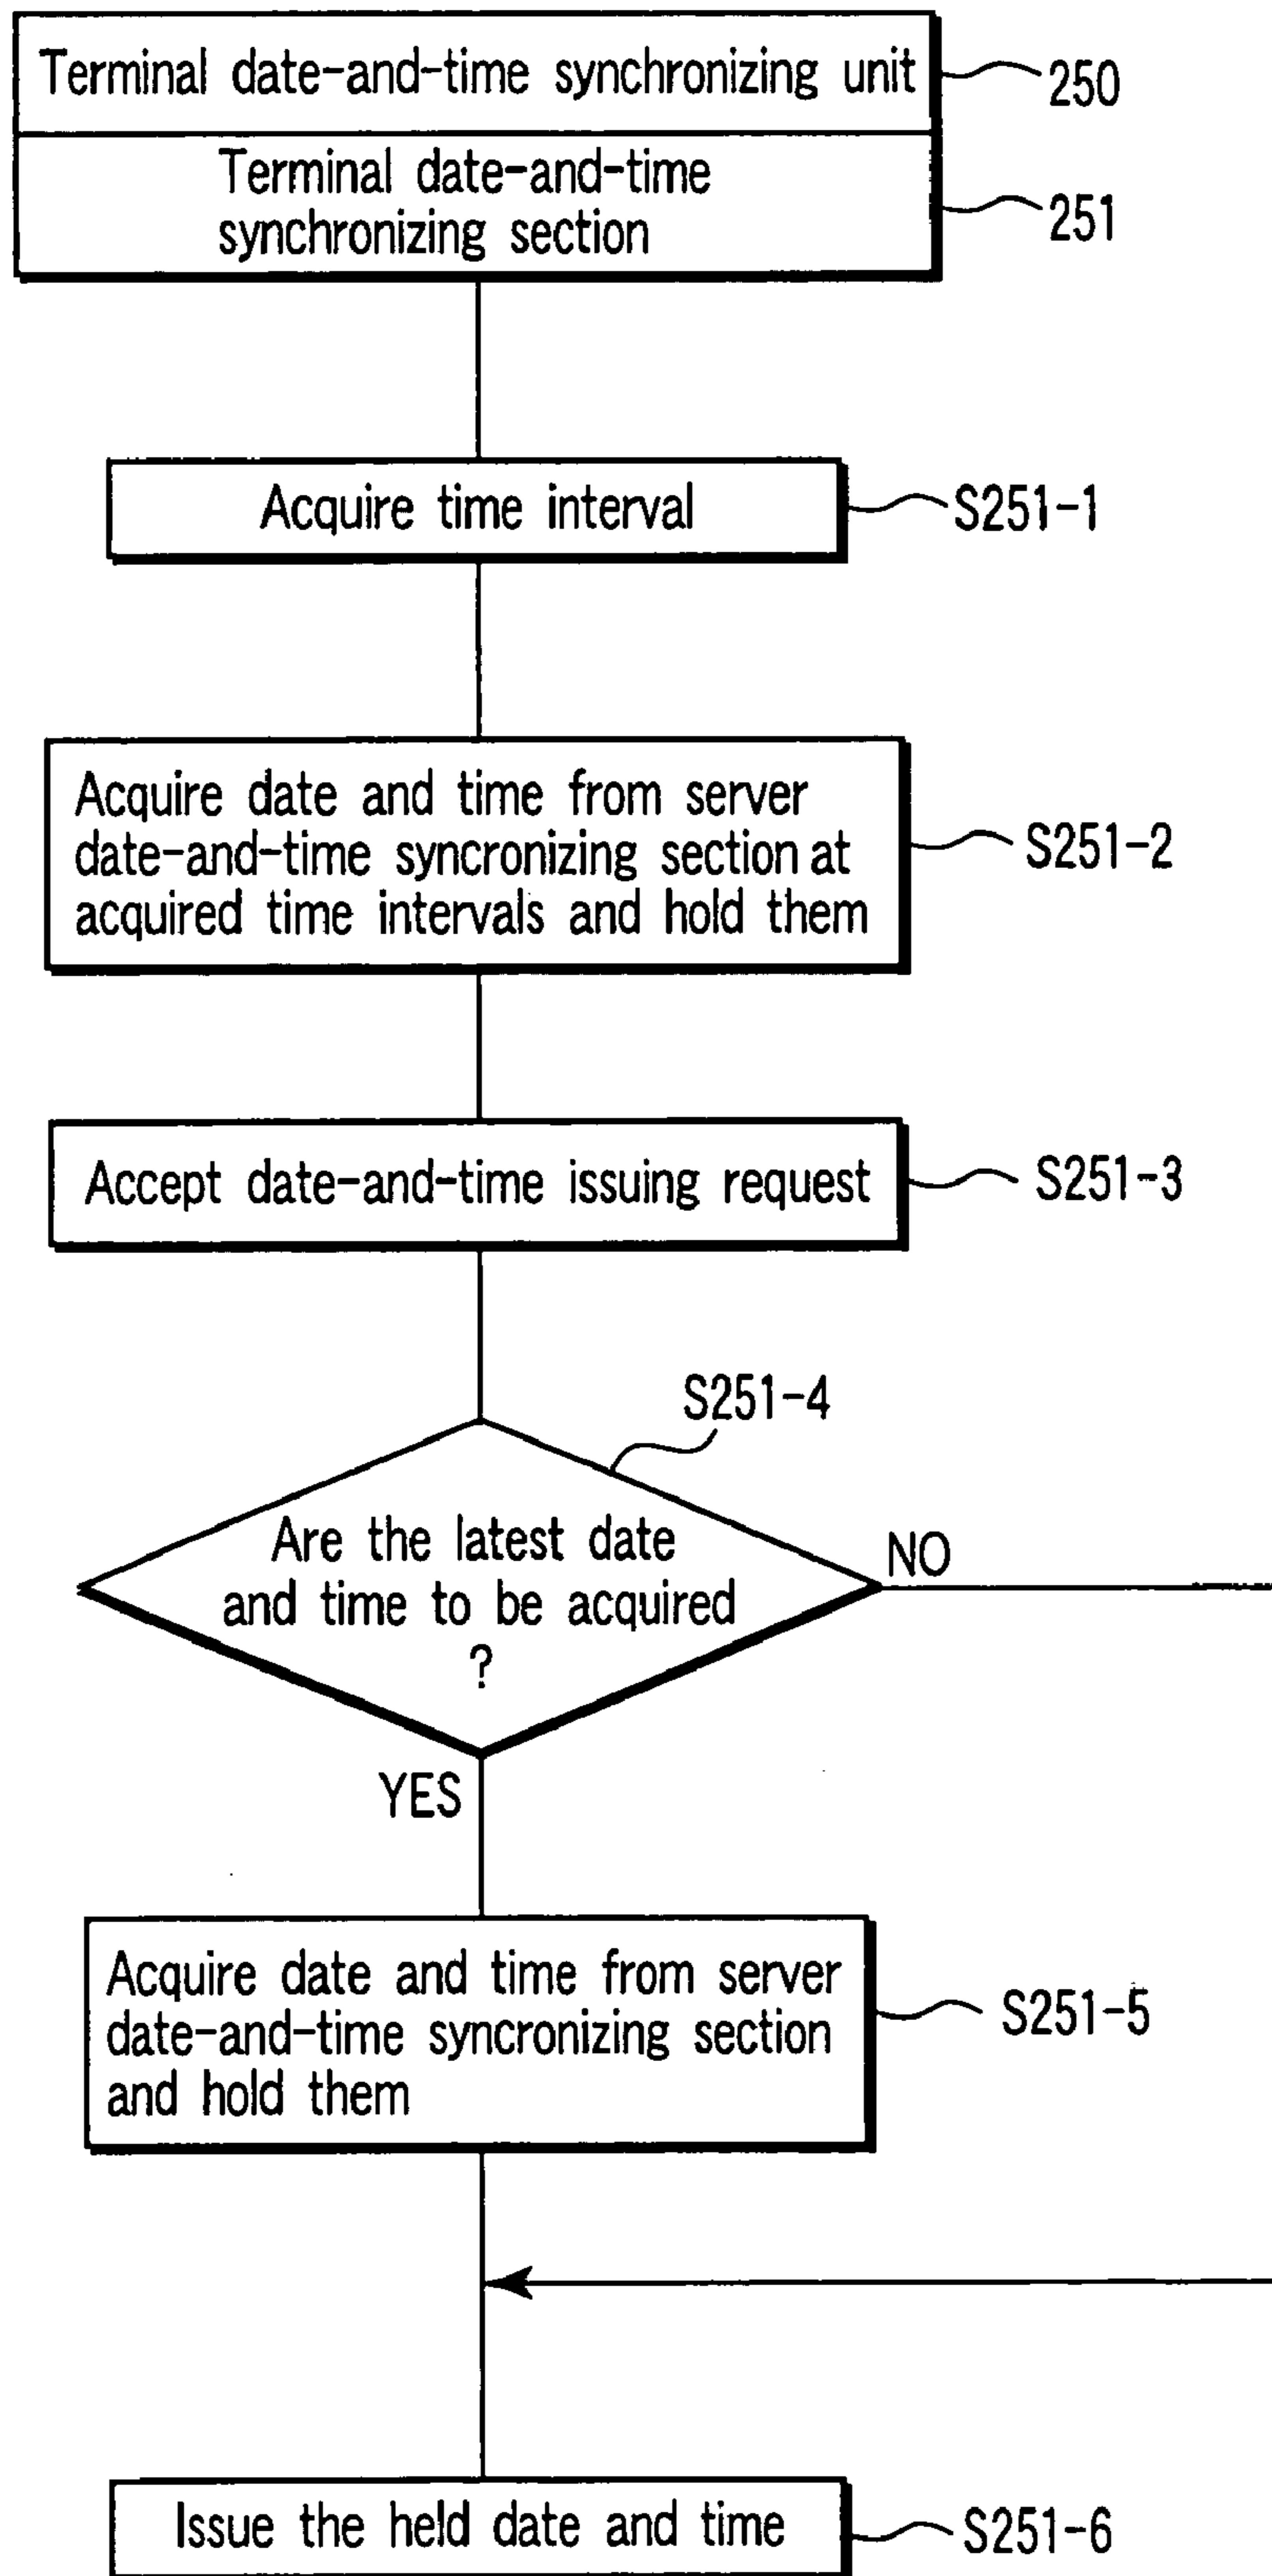 Terminal date-and-time synchronizing unit
250
Terminal date-and-time
synchronizing section
251
Acquire time interval
S251-1
Acquire date and time from server
date-and-time syncronizing section at
acquired time intervals and hold them
S251-2
Accept date-and-time issuing request
S251-3
S251-4
Are the latest date
and time to be acquired
?
NO
YES
Acquire date and time from server
date-and-time syncronizing section
and hold them
S251-5
Issue the held date and time
S251-6